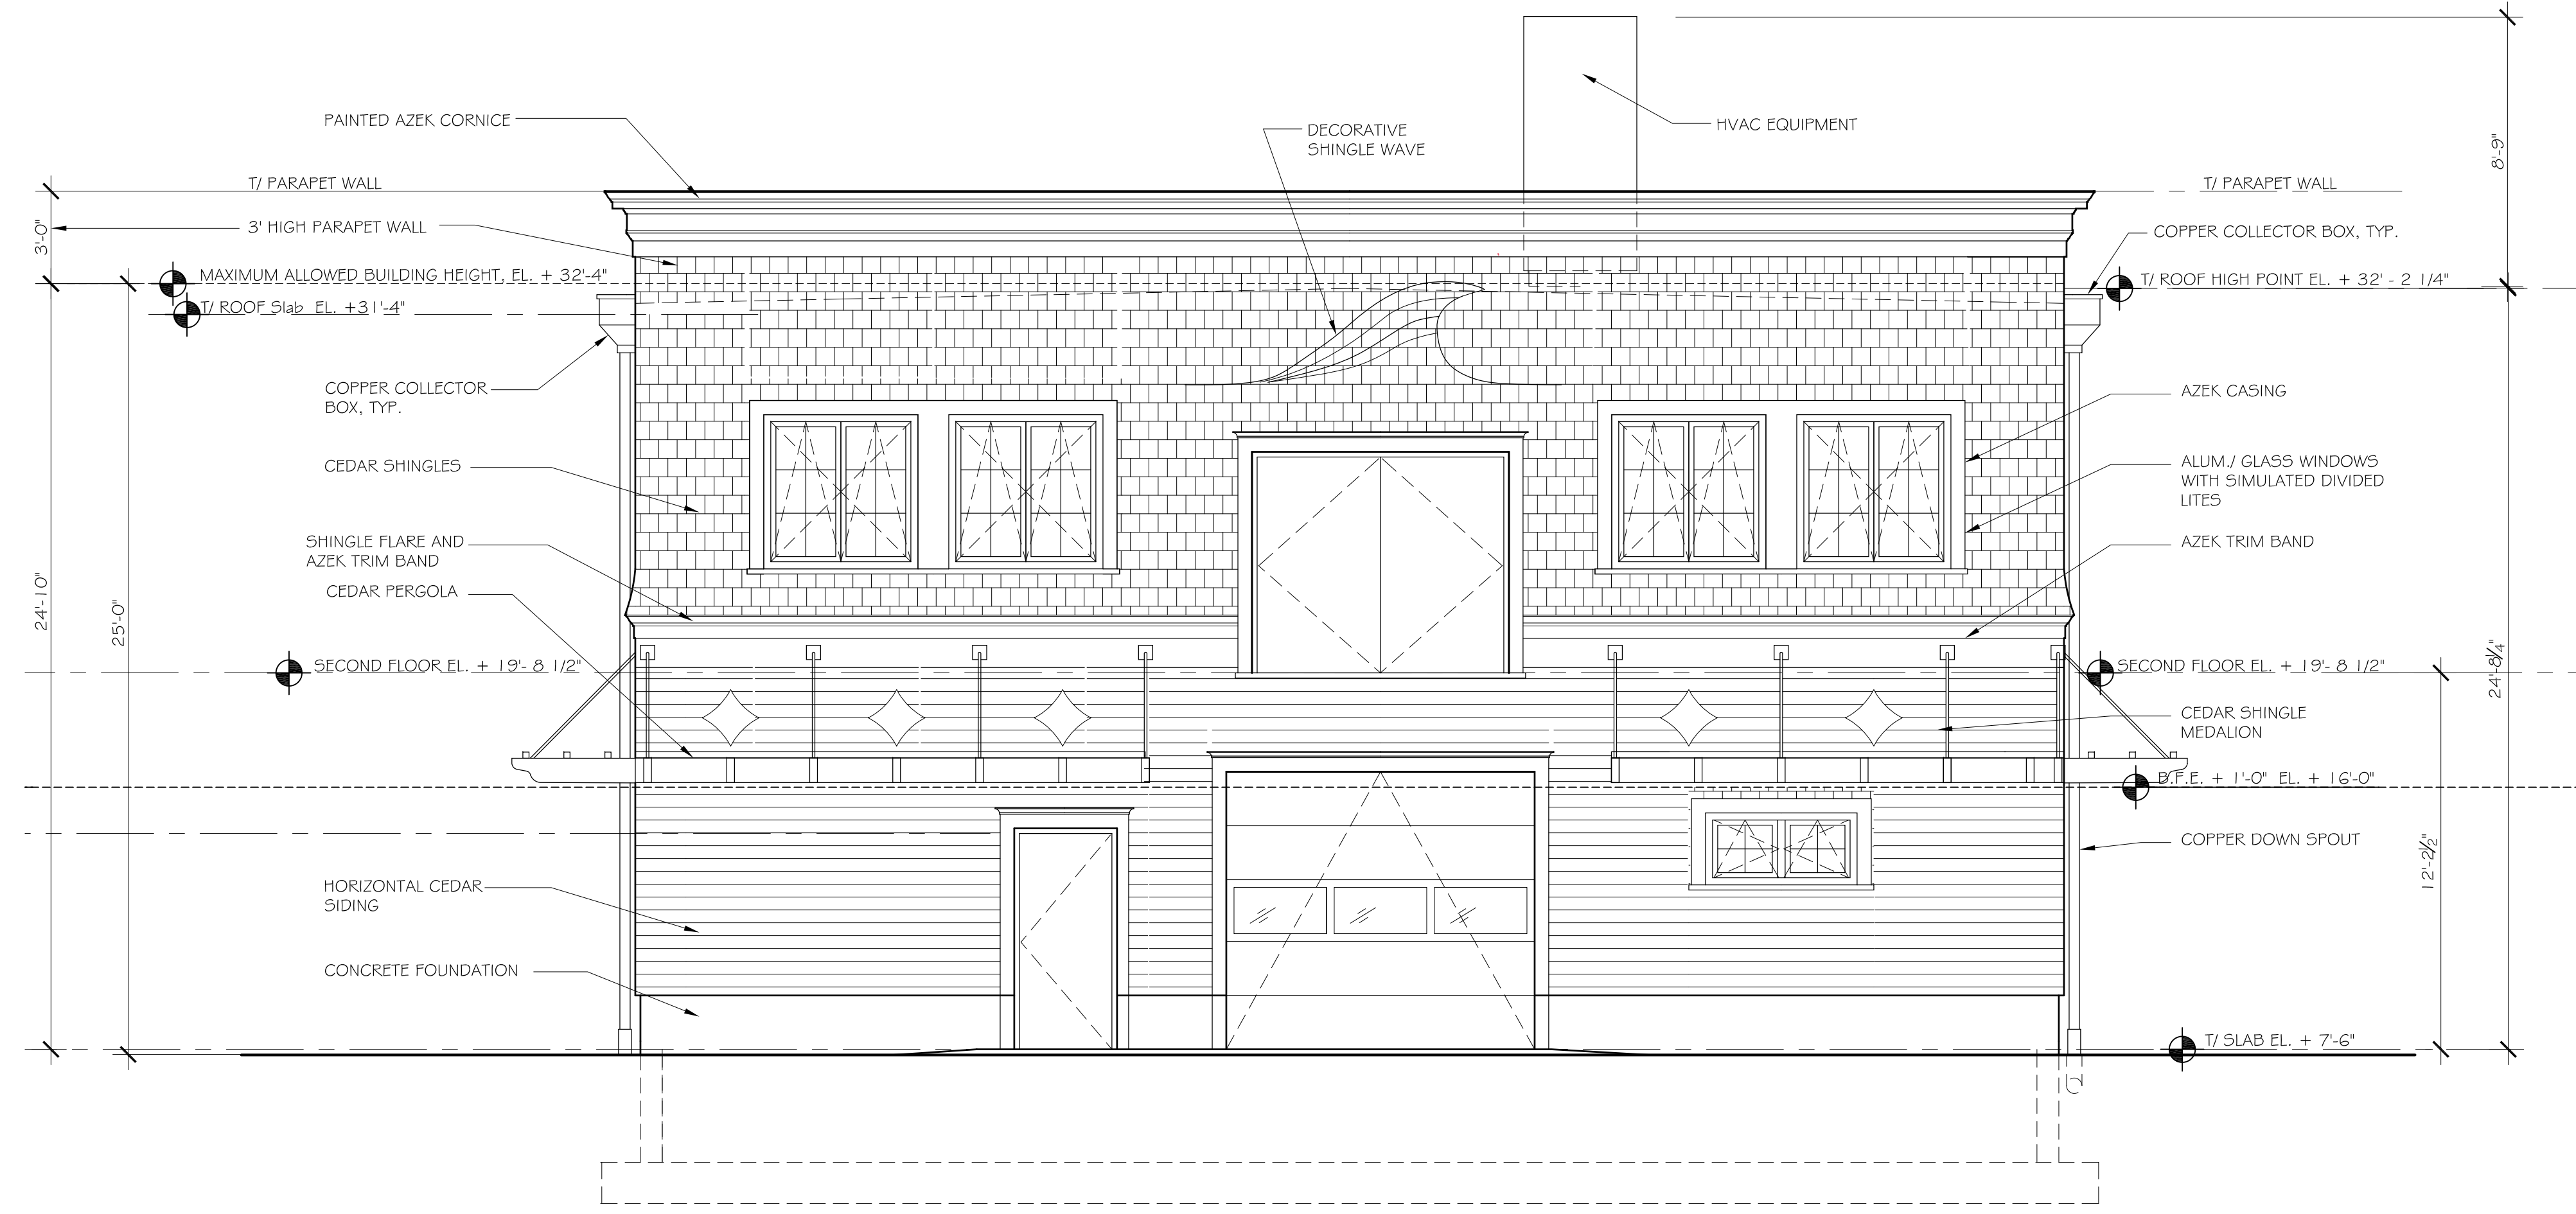 8'-9"
PAINTED AZEK CORNICE
DECORATIVE
SHINGLE WAVE
HVAC EQUIPMENT
T/ PARAPET WALL
T/ PARAPET WALL
3'-0"
3' HIGH PARAPET WALL
COPPER COLLECTOR BOX, TYP.
MAXIMUM ALLOWED BUILDING HEIGHT, EL. + 32'-4"
T/ ROOF HIGH POINT EL. + 32' - 2 1/4"
T/ ROOF Slab EL. +31'-4"
COPPER COLLECTOR
BOX, TYP.
AZEK CASING
CEDAR SHINGLES
ALUM./ GLASS WINDOWS
WITH SIMULATED DIVIDED
LITES
SHINGLE FLARE AND
AZEK TRIM BAND
AZEK TRIM BAND
CEDAR PERGOLA
24'-10"
25'-0"
SECOND FLOOR EL. + 19'- 8 1/2"
SECOND FLOOR EL. + 19'- 8 1/2"
24'-81/4"
CEDAR SHINGLE
MEDALION
B.F.E. + 1'-0" EL. + 16'-0"
COPPER DOWN SPOUT
12'-21/2"
HORIZONTAL CEDAR
SIDING
CONCRETE FOUNDATION
T/ SLAB EL. + 7'-6"